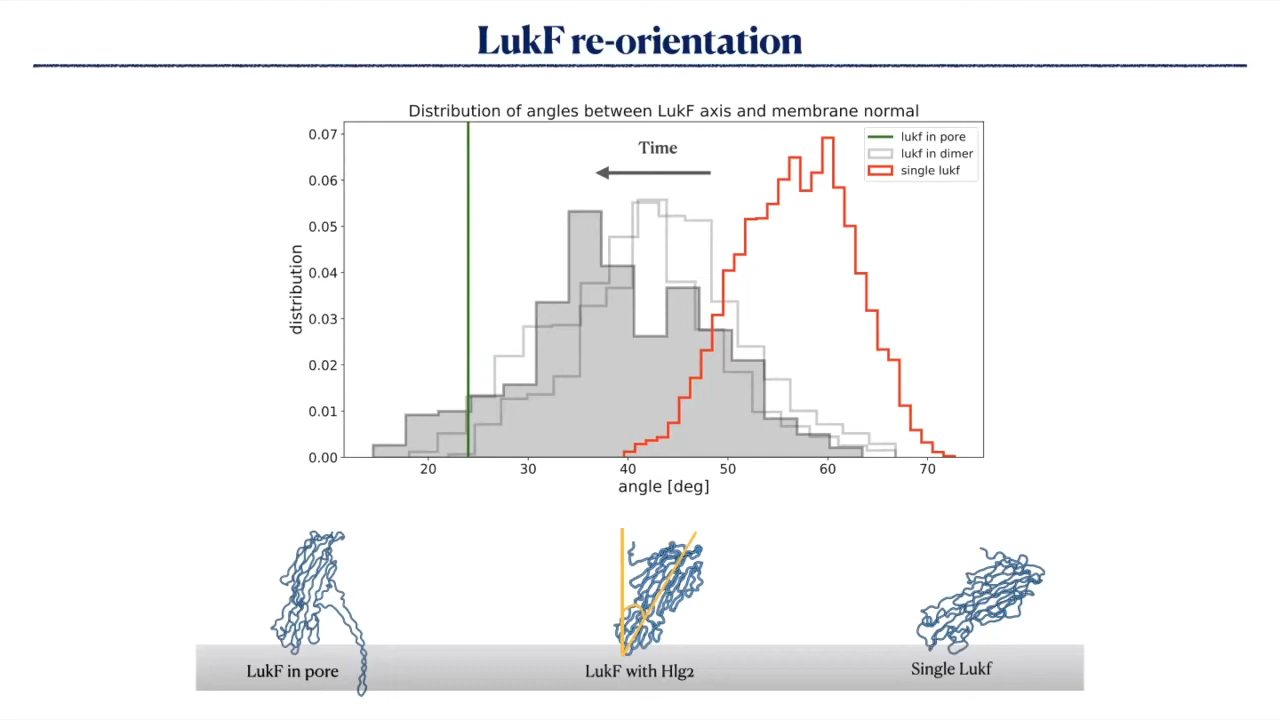 LukF re-orientation
Distribution of angles between LukF axis and membrane normal
Time
lukf in pore
lukf in dimer
single lukf
distribution
0.07
0.06
0.05
0.04
0.03
0.02
0.01
0.00
20 30 40 50 60 70
angle [deg]
LukF in pore
LukF with Hlg2
Single Lukf